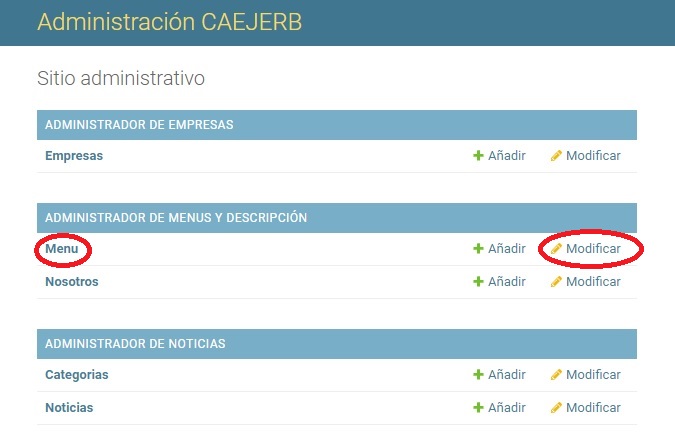 Administración CAEJERB
Sitio administrativo
ADMINISTRADOR DE EMPRESAS
Empresas Añadir Modificar
ADMINISTRADOR DE MENUS Y DESCRIPCIÓN
Menu Añadir Modificar
Nosotros Añadir Modificar
ADMINISTRADOR DE NOTICIAS
Categorias Añadir Modificar
Noticias Añadir Modificar